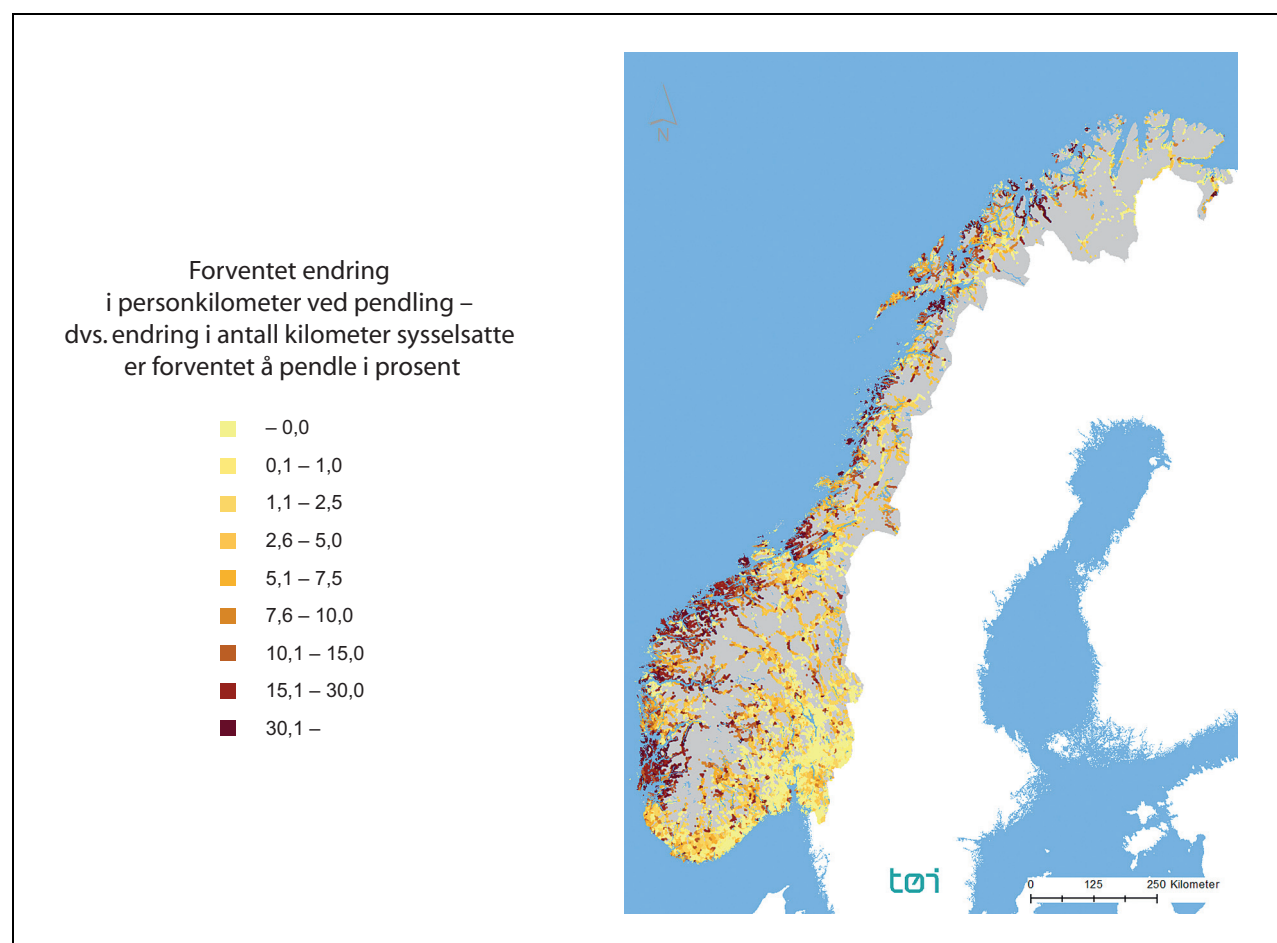 Forventet endring
i personkilometer ved pendling –
dvs. endring i antall kilometer sysselsatte
er forventet å pendle i prosent
– 0,0
0,1 – 1,0
1,1 – 2,5
2,6 – 5,0
5,1 – 7,5
7,6 – 10,0
10,1 – 15,0
15,1 – 30,0
30,1 –
N
tøi
0 125 250 Kilometer